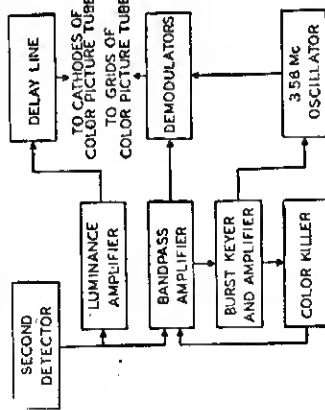 SECOND
DETECTOR
LUMINANCE
AMPLIFIER
DELAY LINE
TO CATHODES OF
COLOR PICTURE TUBE
TO GRIDS OF
COLOR PICTURE TUBE
BANDPASS
AMPLIFIER
DEMODULATORS
BURST KEYER
AND AMPLIFIER
3.58 Mc
OSCILLATOR
COLOR KILLER